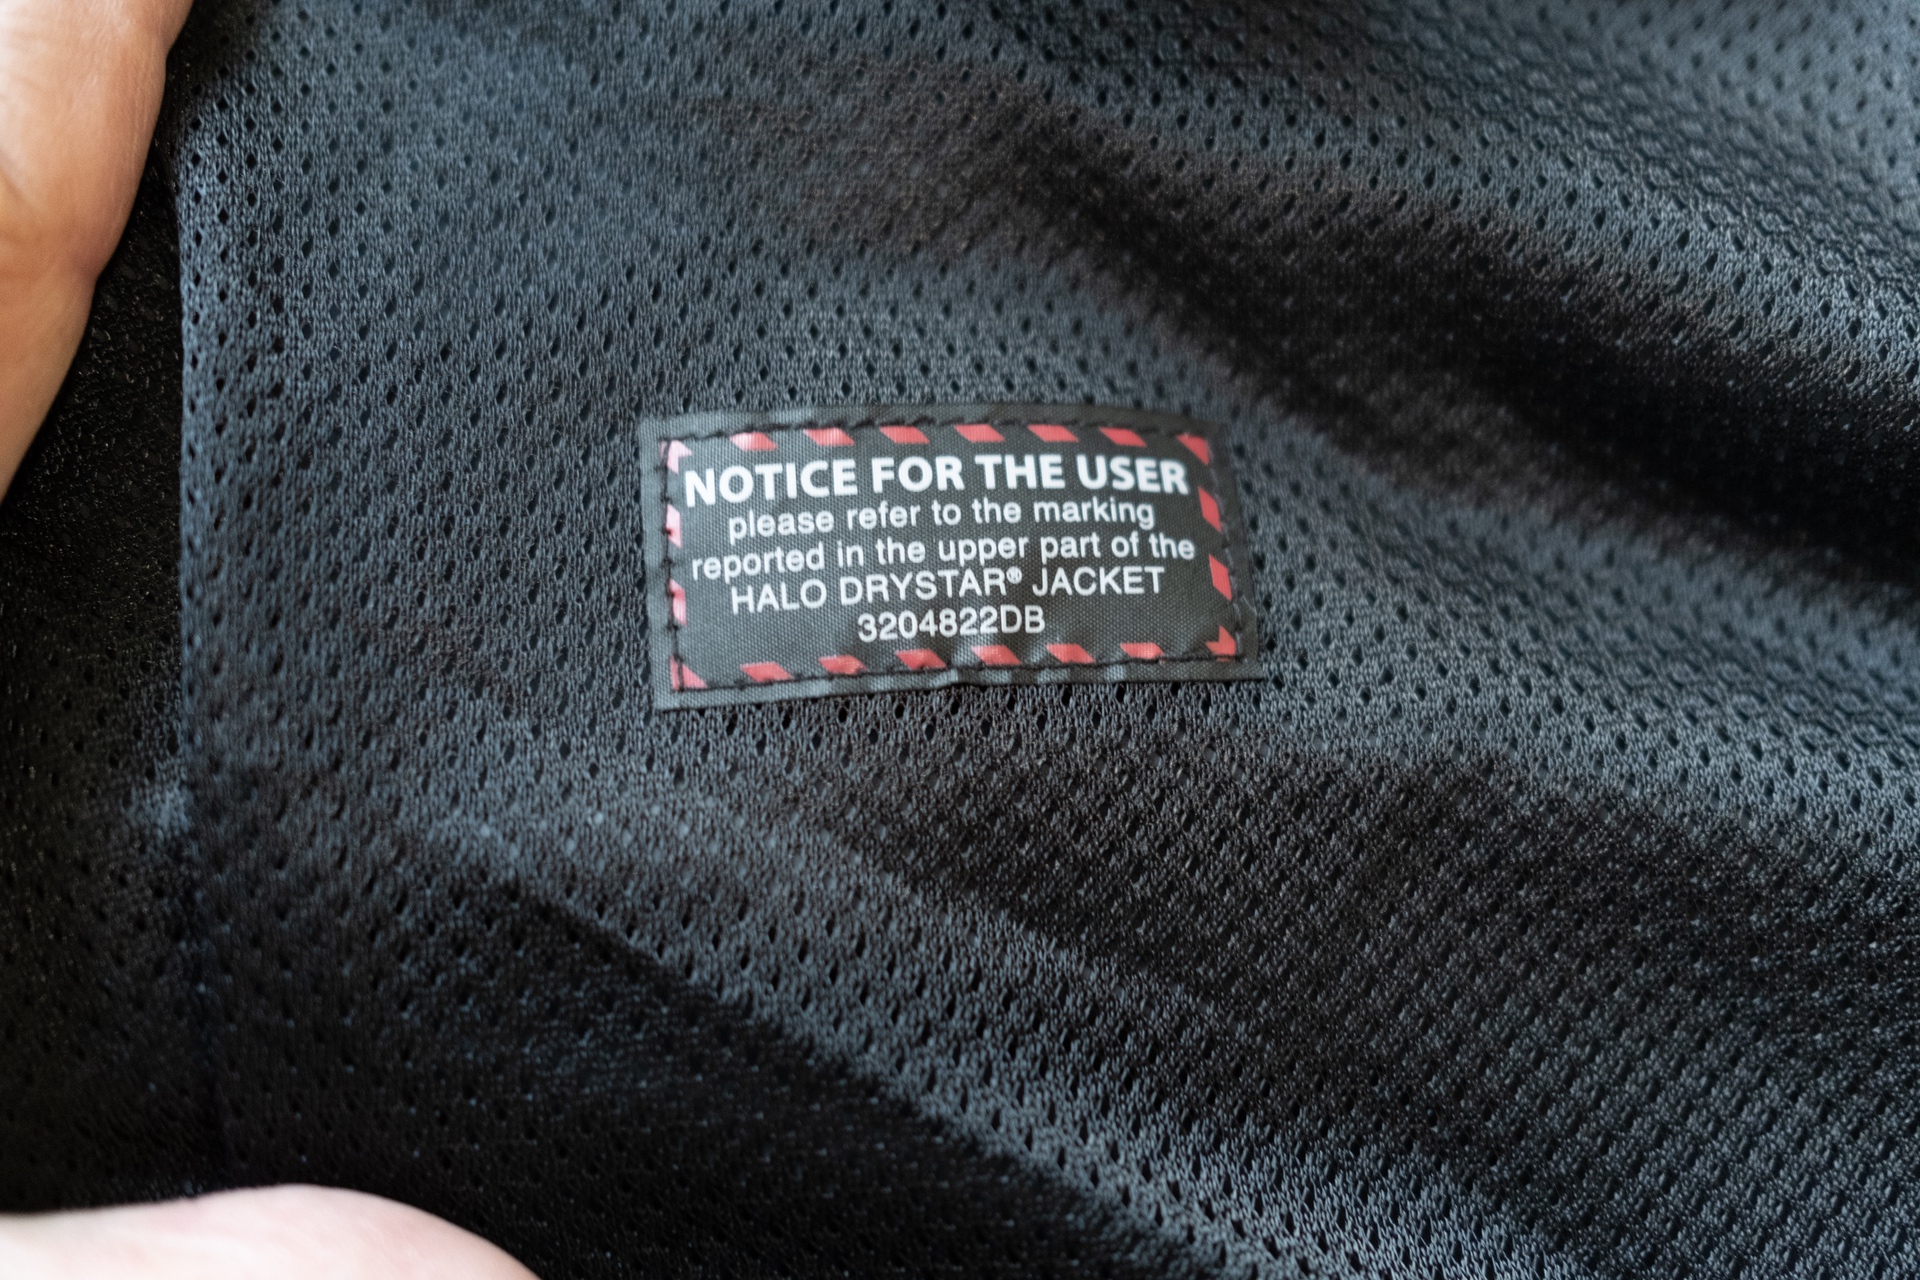 NOTICE FOR THE USER
please refer to the marking
reported in the upper part of the
HALO DRYSTAR® JACKET
3204822DB